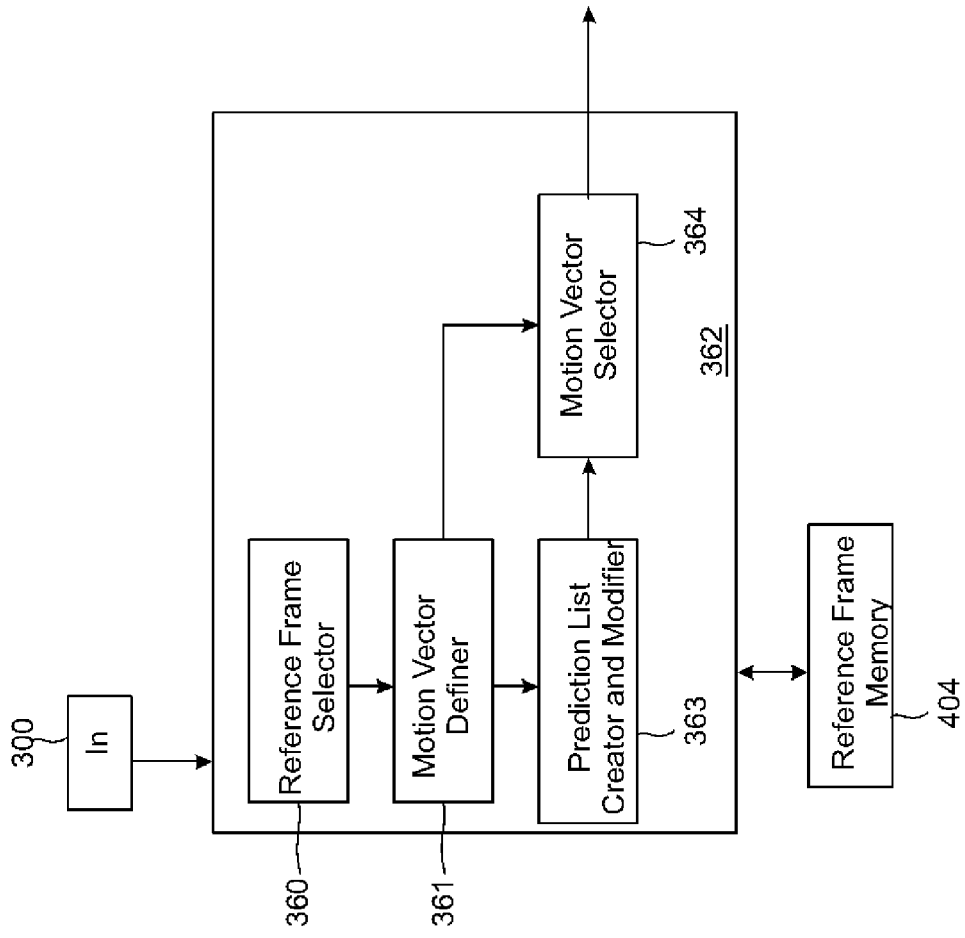 300
In
360
Reference Frame
Selector
361
Motion Vector
Definer
Prediction List
Creator and Modifier
363
Motion Vector
Selector
364
362
Reference Frame
Memory
404